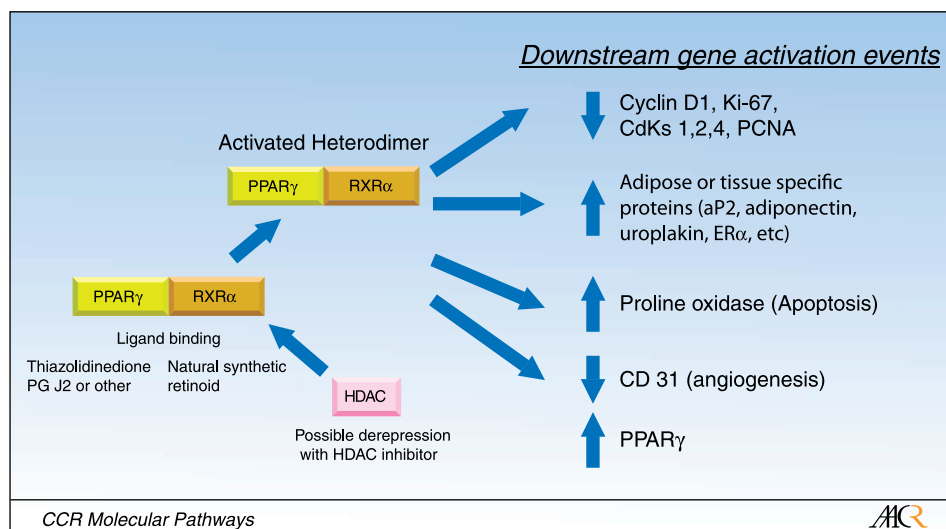 Downstream gene activation events
Activated Heterodimer
PPARγ
RXRα
PPARγ
RXRα
Ligand binding
Thiazolidinedione
PG J2 or other
Natural synthetic
retinoid
HDAC
Possible derepression
with HDAC inhibitor
Cyclin D1, Ki-67,
CdKs 1,2,4, PCNA
Adipose or tissue specific
proteins (aP2, adiponectin,
uroplakin, ERα, etc)
Proline oxidase (Apoptosis)
CD 31 (angiogenesis)
PPARγ
CCR Molecular Pathways
AACR